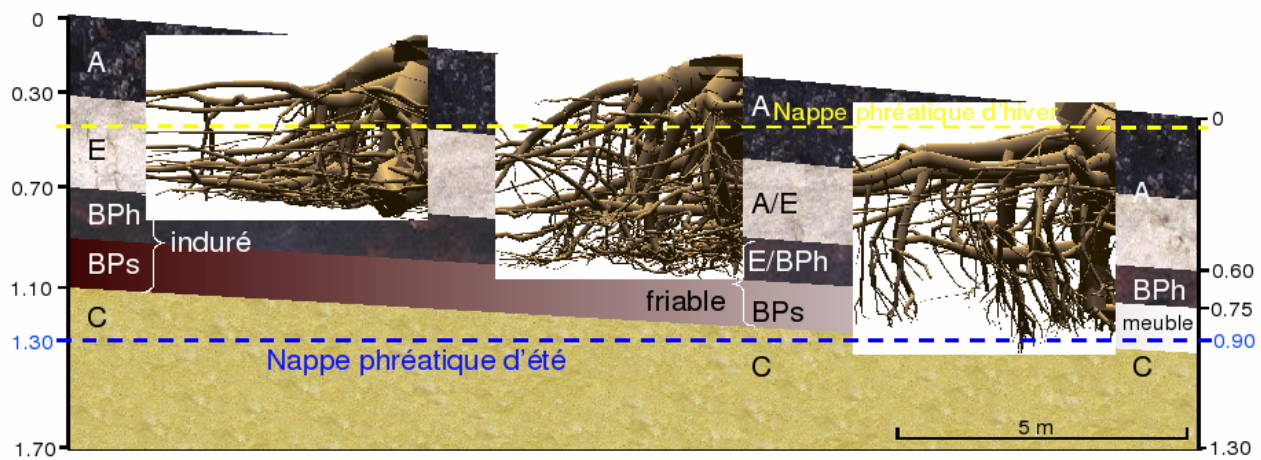 0
0.30
0.70
1.10
1.30
1.70
A
E
BPh
BPs
induré
C
Nappe phréatique d'été
A
Nappe phréatique d'hiver
A/E
E/BPh
friable
BPs
C
A
BPh
meuble
C
5 m
0
0.60
0.75
0.90
1.30